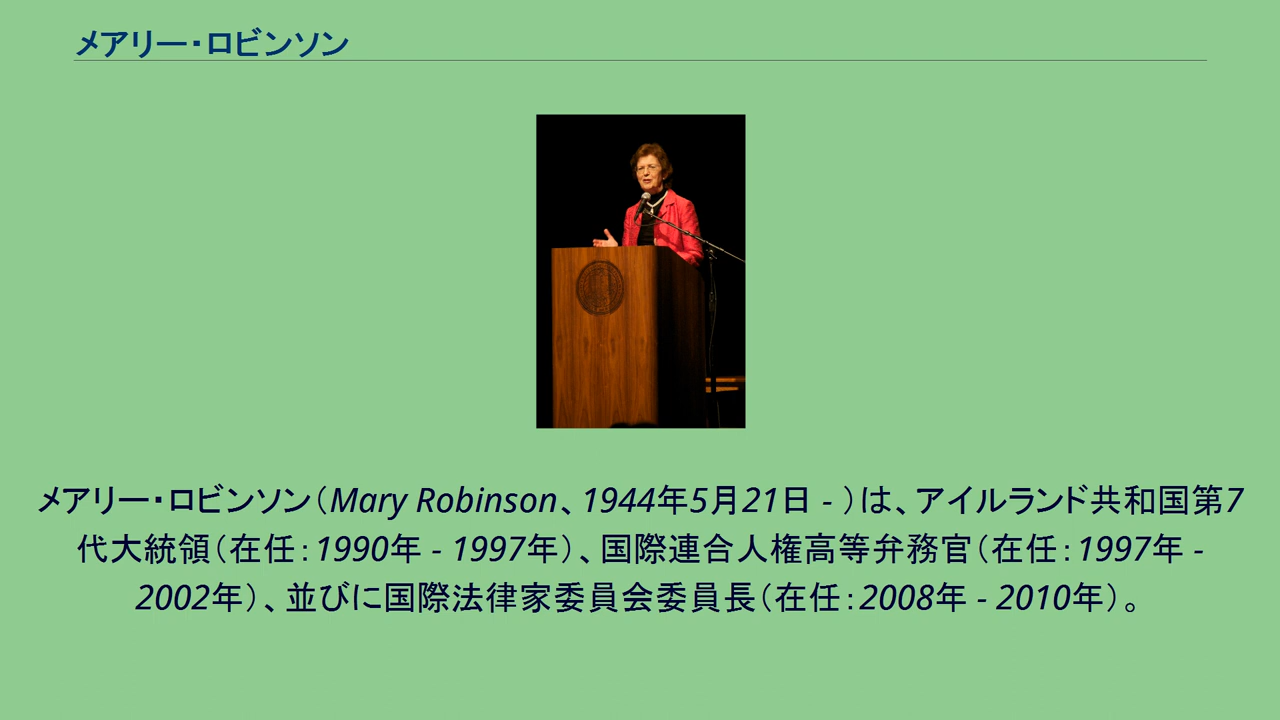 メアリー・ロビンソン
メアリー・ロビンソン（Mary Robinson、1944年5月21日 - ）は、アイルランド共和国第7
代大統領（在任：1990年 - 1997年）、国際連合人権高等弁務官（在任：1997年 -
2002年）、並びに国際法律家委員会委員長（在任：2008年 - 2010年）。